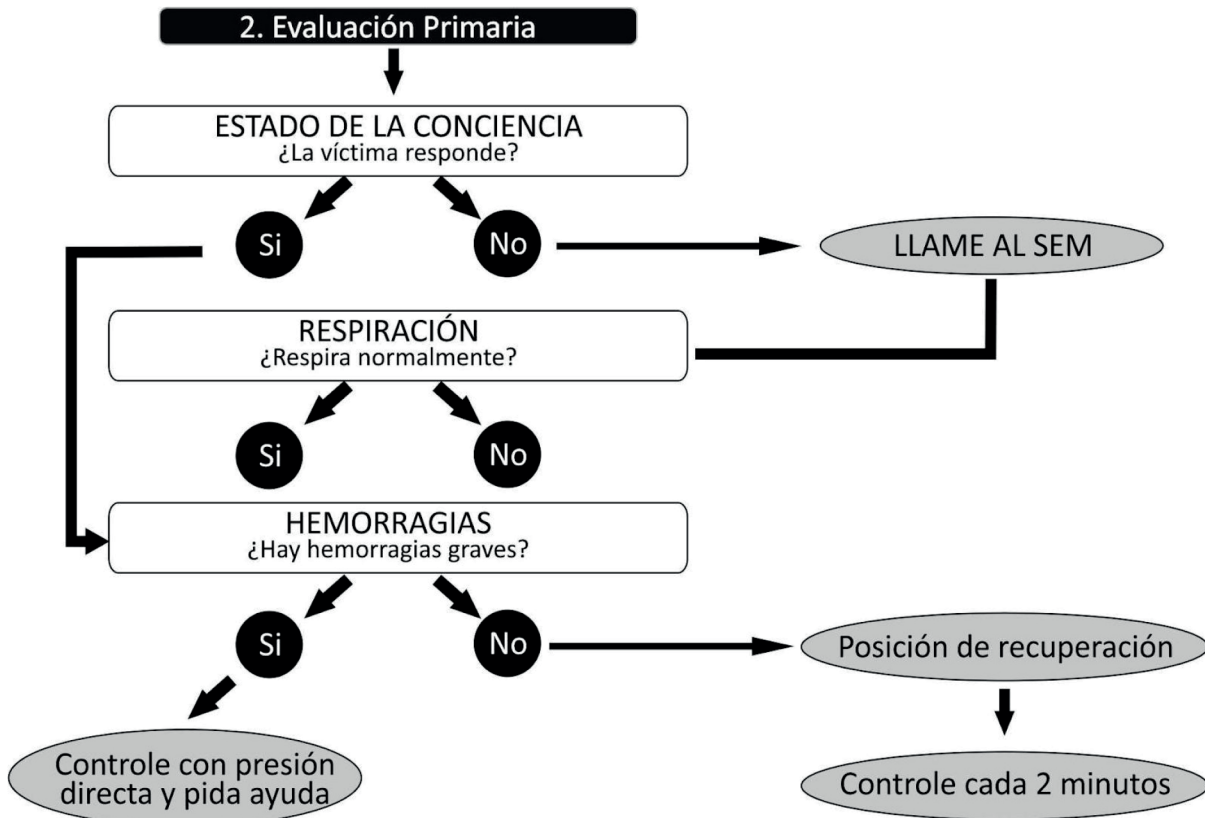 2. Evaluación Primaria
ESTADO DE LA CONCIENCIA
¿La víctima responde?
Si
No
LLAME AL SEM
RESPIRACIÓN
¿Respira normalmente?
Si
No
HEMORRAGIAS
¿Hay hemorragias graves?
Si
No
Posición de recuperación
Controle con presión
directa y pida ayuda
Controle cada 2 minutos